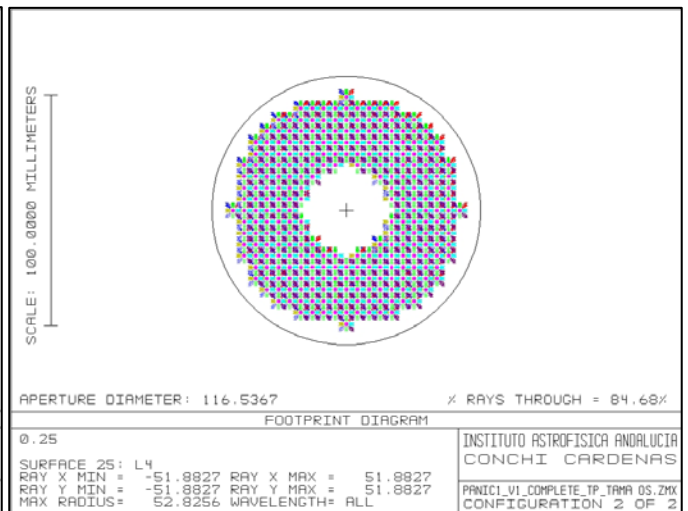 SCALE: 100.0000 MILLIMETERS
APERTURE DIAMETER: 116.5367 % RAYS THROUGH = 84.68%
FOOTPRINT DIAGRAM
0.25
SURFACE 25: L4
RAY X MIN = -51.8827 RAY X MAX = 51.8827
RAY Y MIN = -51.8827 RAY Y MAX = 51.8827
MAX RADIUS= 52.8256 WAVELENGTH= ALL
INSTITUTO ASTROFISICA ANDALUCIA
CONCHI CARDENAS
PANIC1_V1_COMPLETE_TP_TAMA OS.ZMX
CONFIGURATION 2 OF 2